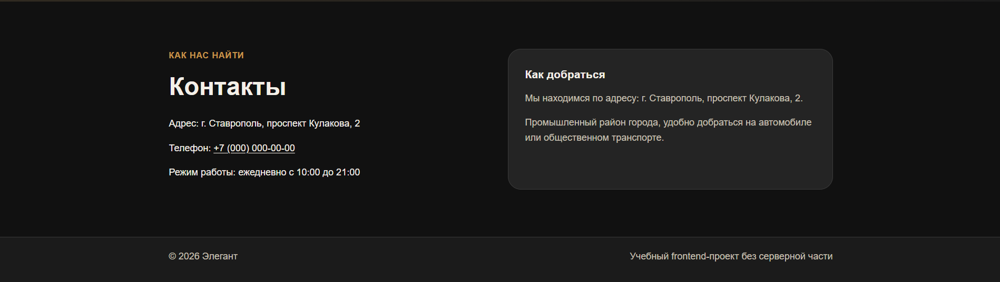 КАК НАС НАЙТИ
Контакты
Адрес: г. Ставрополь, проспект Кулакова, 2
Телефон: +7 (000) 000-00-00
Режим работы: ежедневно с 10:00 до 21:00
Как добраться
Мы находимся по адресу: г. Ставрополь, проспект Кулакова, 2.
Промышленный район города, удобно добраться на автомобиле
или общественном транспорте.
© 2026 Элегант
Учебный frontend-проект без серверной части